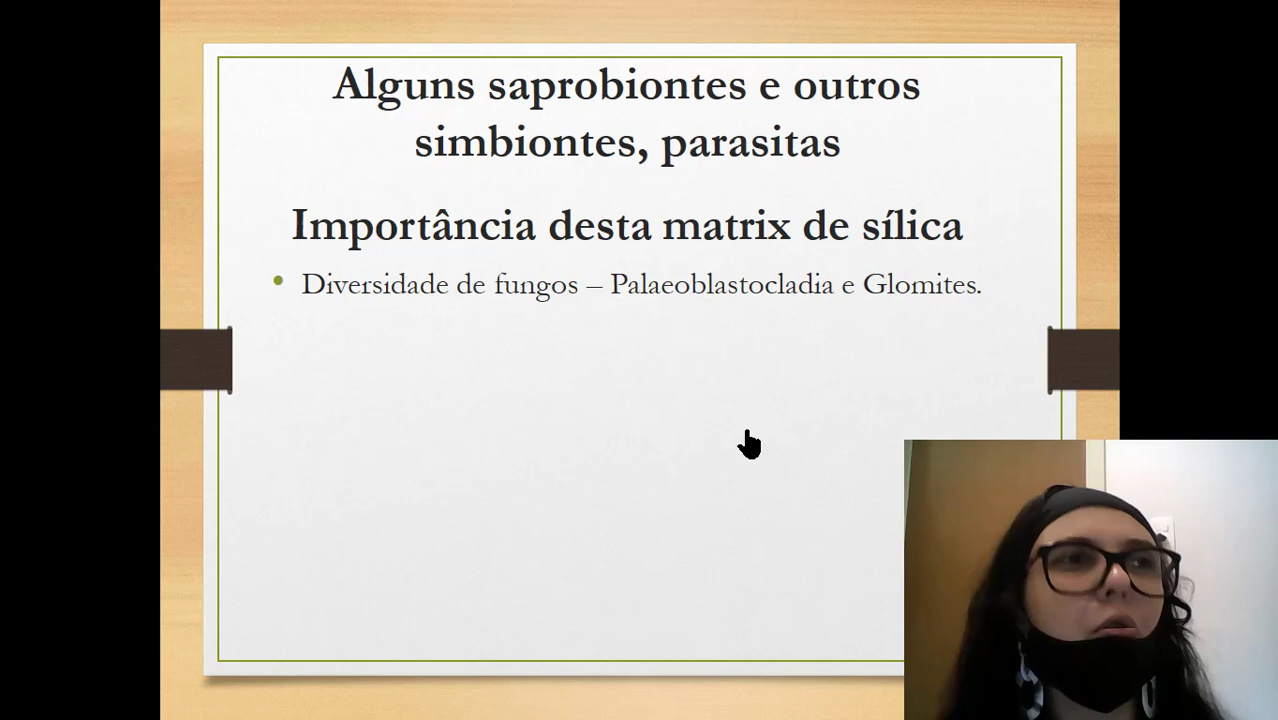 Alguns saprobiontes e outros
simbiontes, parasitas
Importância desta matrix de sílica
• Diversidade de fungos – Palaeoblastocladia e Glomites.